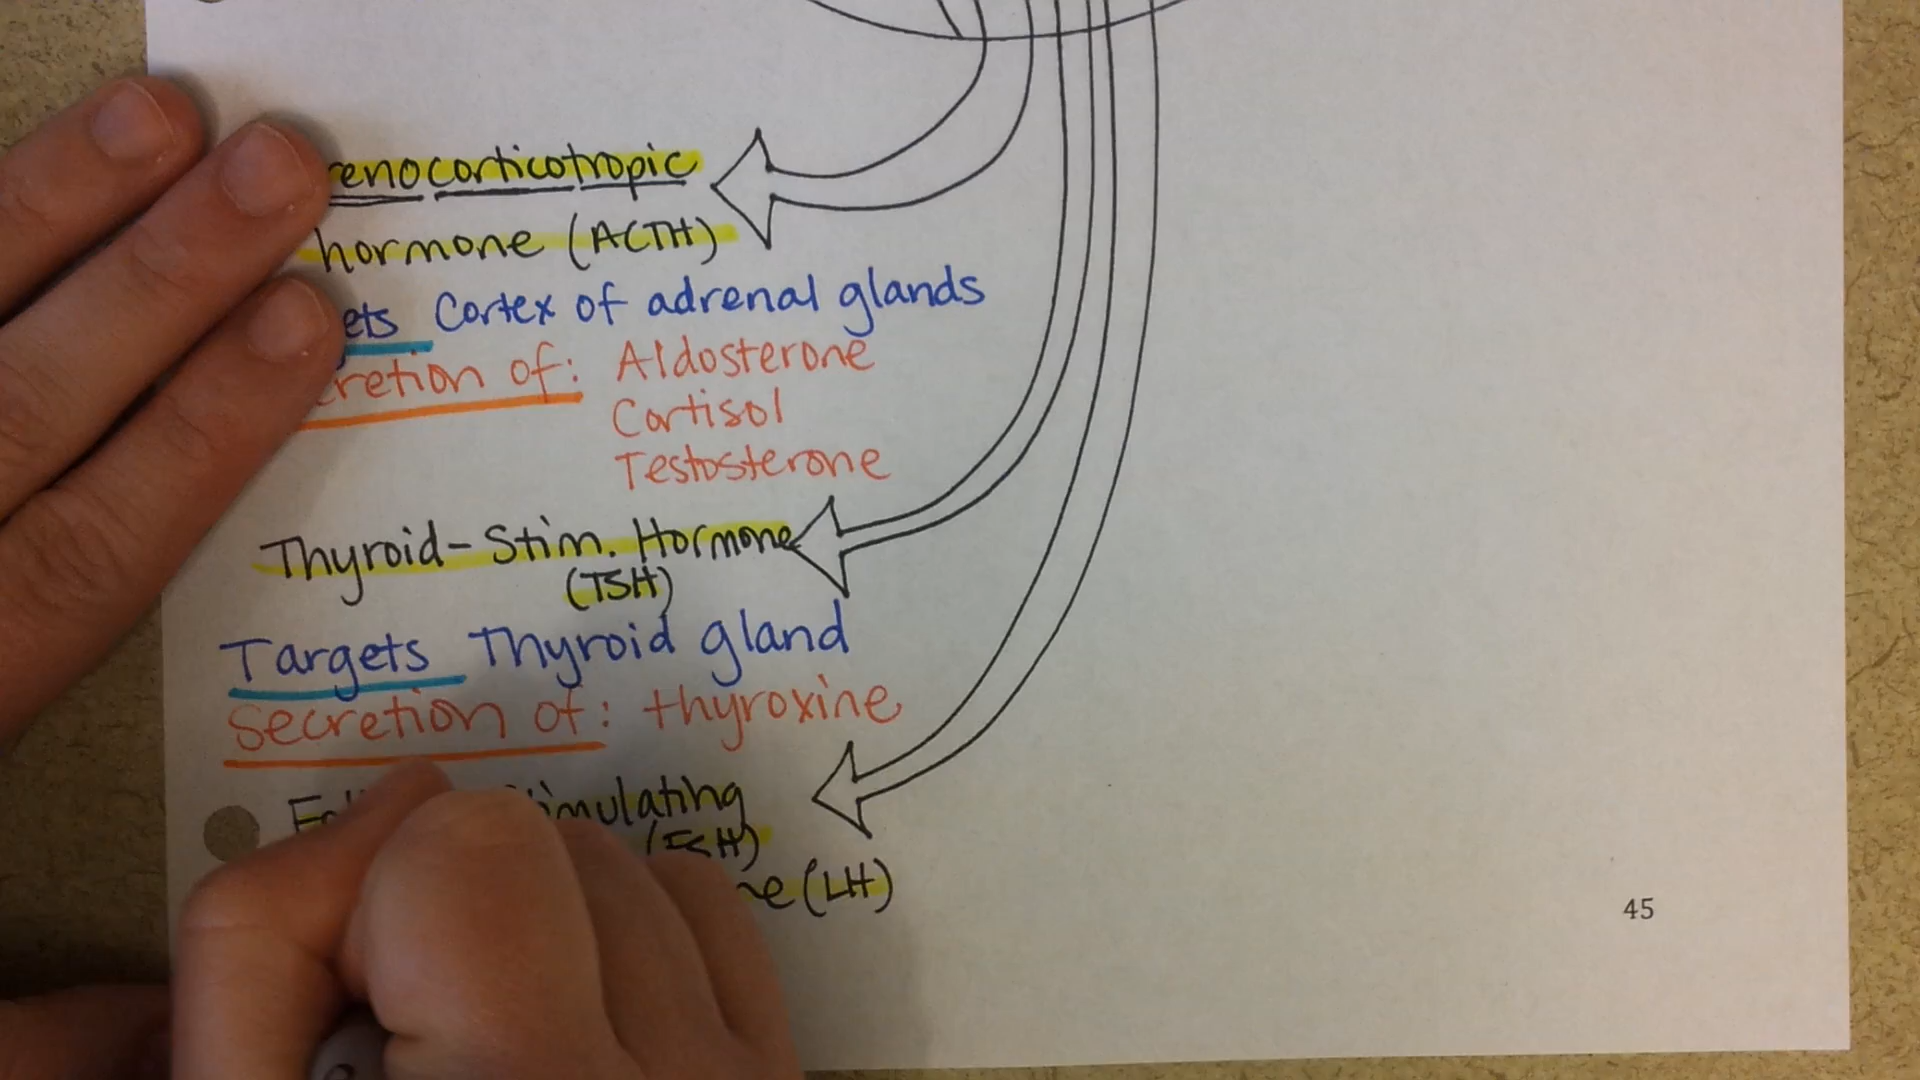 renocorticotropic
hormone (ACTH)
ets Cortex of adrenal glands
cretion of: Aldosterone
Cortisol
Testosterone
Thyroid-Stim. Hormone
(TSH)
Targets Thyroid gland
Secretion of: thyroxine
timulating
(FSH)
e (LH)
45